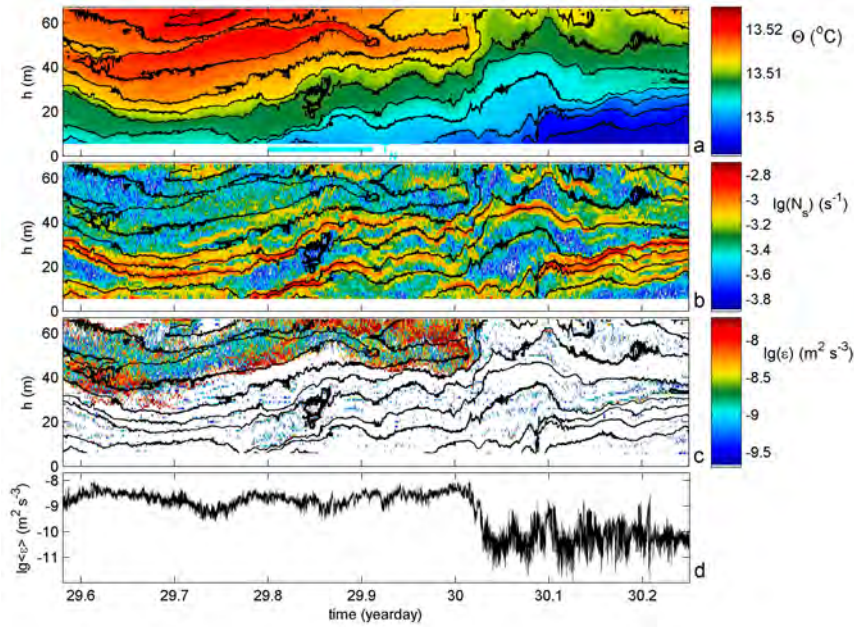 60
40
20
0
h (m)
a
13.52
13.51
13.5
Θ (°C)
60
40
20
0
h (m)
b
-2.8
-3
-3.2
-3.4
-3.6
-3.8
lg(N_s) (s⁻¹)
60
40
20
0
h (m)
c
-8
-8.5
-9
-9.5
lg(ε) (m² s⁻³)
-8
-9
-10
-11
lg<ε> (m² s⁻³)
d
29.6 29.7 29.8 29.9 30 30.1 30.2
time (yearday)